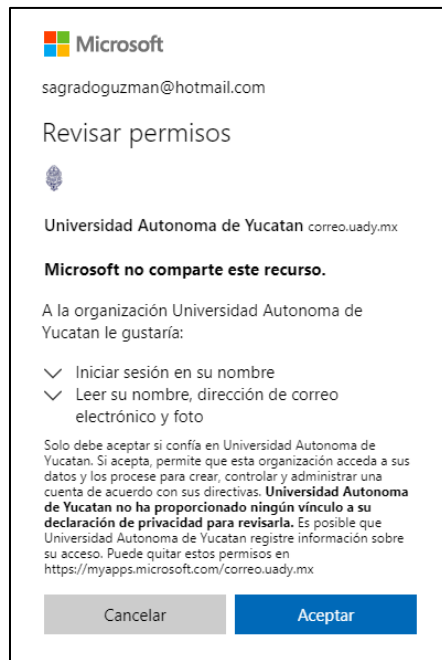 Microsoft
sagradoguzman@hotmail.com
Revisar permisos
Universidad Autonoma de Yucatan correo.uady.mx
Microsoft no comparte este recurso.
A la organización Universidad Autonoma de
Yucatan le gustaría:
Iniciar sesión en su nombre
Leer su nombre, dirección de correo
electrónico y foto
Solo debe aceptar si confía en Universidad Autonoma de
Yucatan. Si acepta, permite que esta organización acceda a sus
datos y los procese para crear, controlar y administrar una
cuenta de acuerdo con sus directivas. Universidad Autonoma
de Yucatan no ha proporcionado ningún vínculo a su
declaración de privacidad para revisarla. Es posible que
Universidad Autonoma de Yucatan registre información sobre
su acceso. Puede quitar estos permisos en
https://myapps.microsoft.com/correo.uady.mx
Cancelar
Aceptar